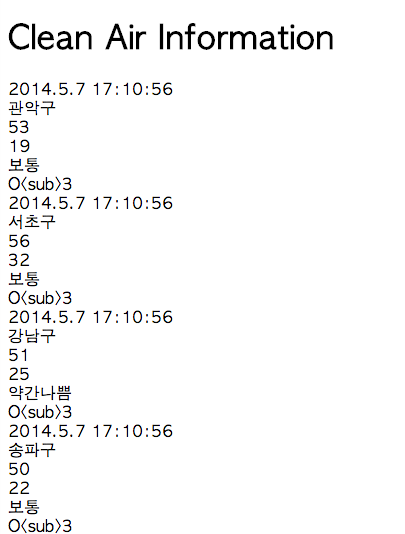 Clean Air Information
2014.5.7 17:10:56
관악구
53
19
보통
O<sub>3
2014.5.7 17:10:56
서초구
56
32
보통
O<sub>3
2014.5.7 17:10:56
강남구
51
25
약간나쁨
O<sub>3
2014.5.7 17:10:56
송파구
50
22
보통
O<sub>3